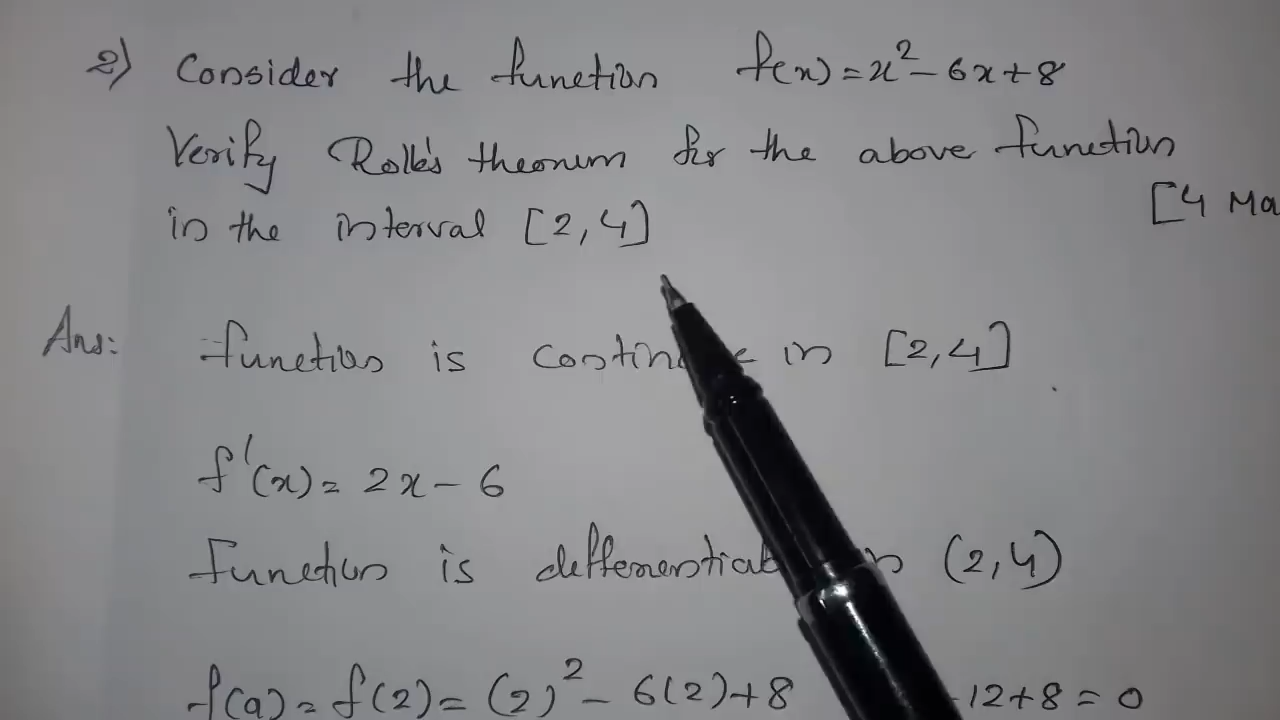 2) Consider the function f(x) = x² - 6x + 8
Verify Rolle's theorem for the above function
[4 Ma
in the interval [2,4]
Ans: function is in [2,4]
f'(x) = 2x - 6
Function is in (2,4)
f(a) = f(2) = (2)² - 6(2) + 8 -12+8 = 0